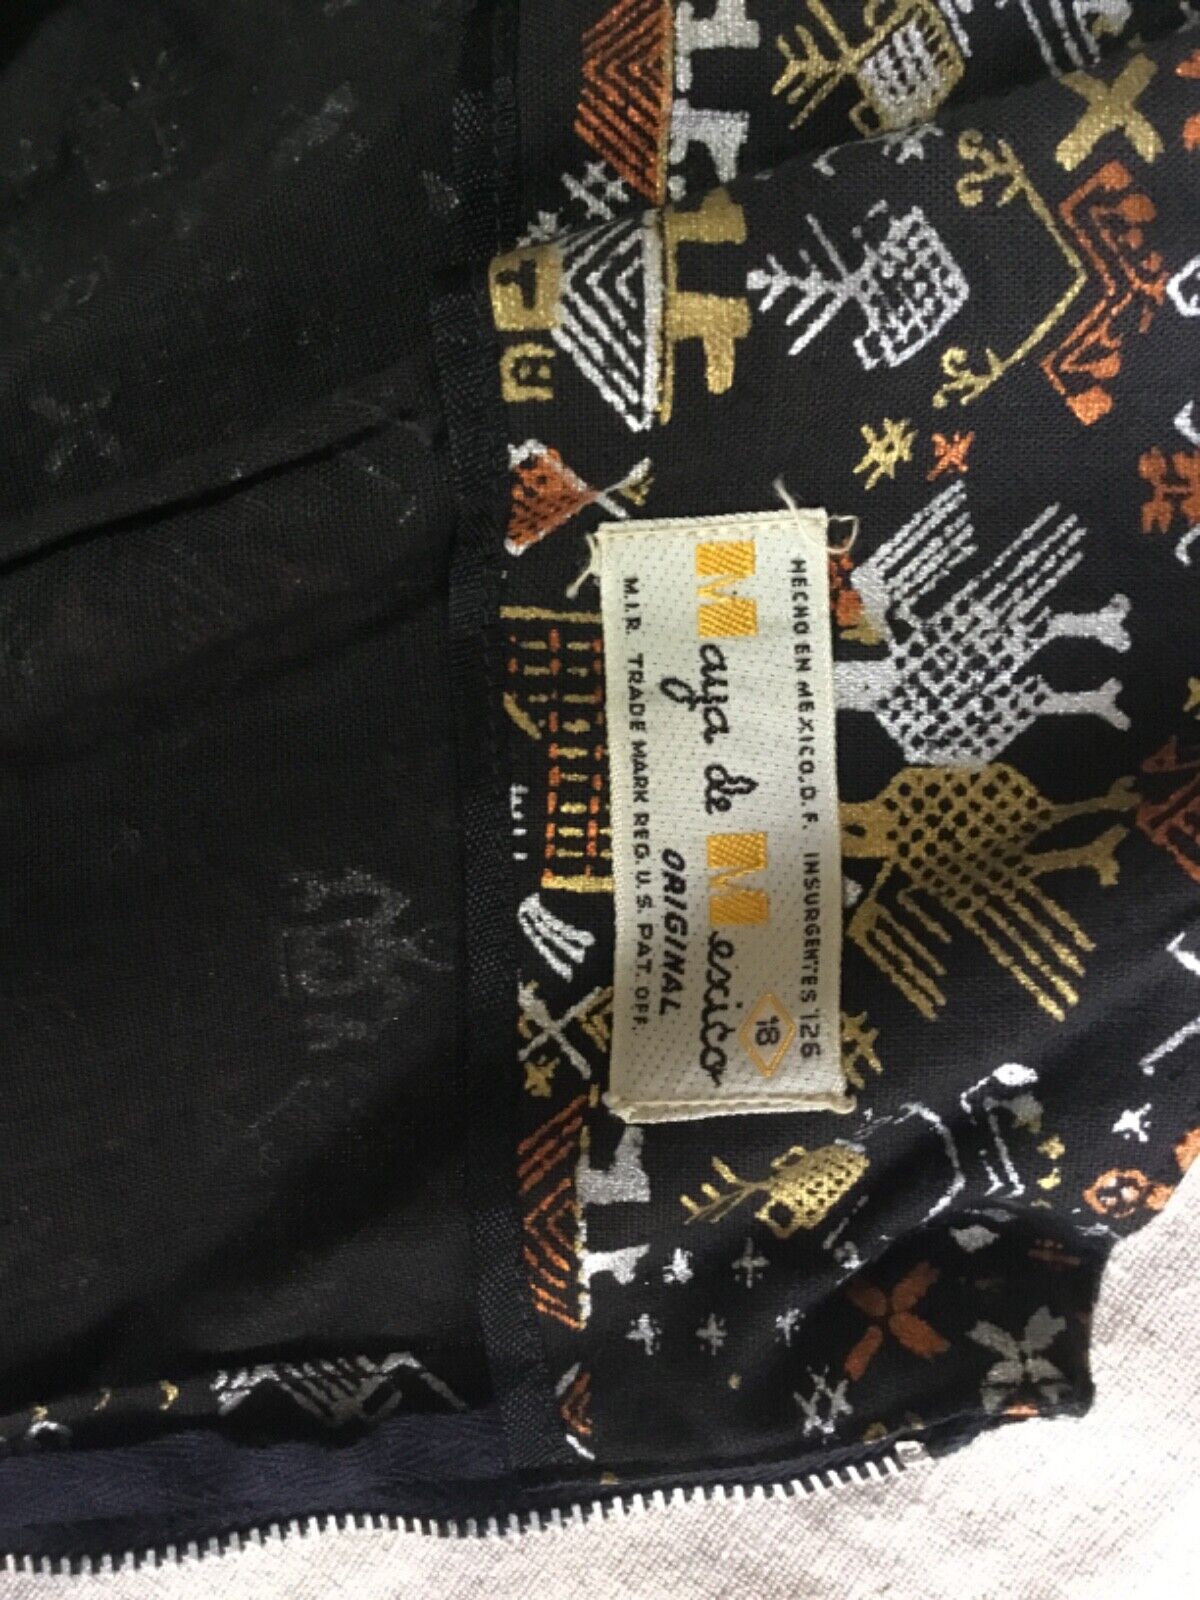 HECHO EN MEXICO, D. F. INSURGENTES '126
Maya de Mexico 18
ORIGINAL
M.I.R. TRADE MARK REG. U. S. PAT. OFF.